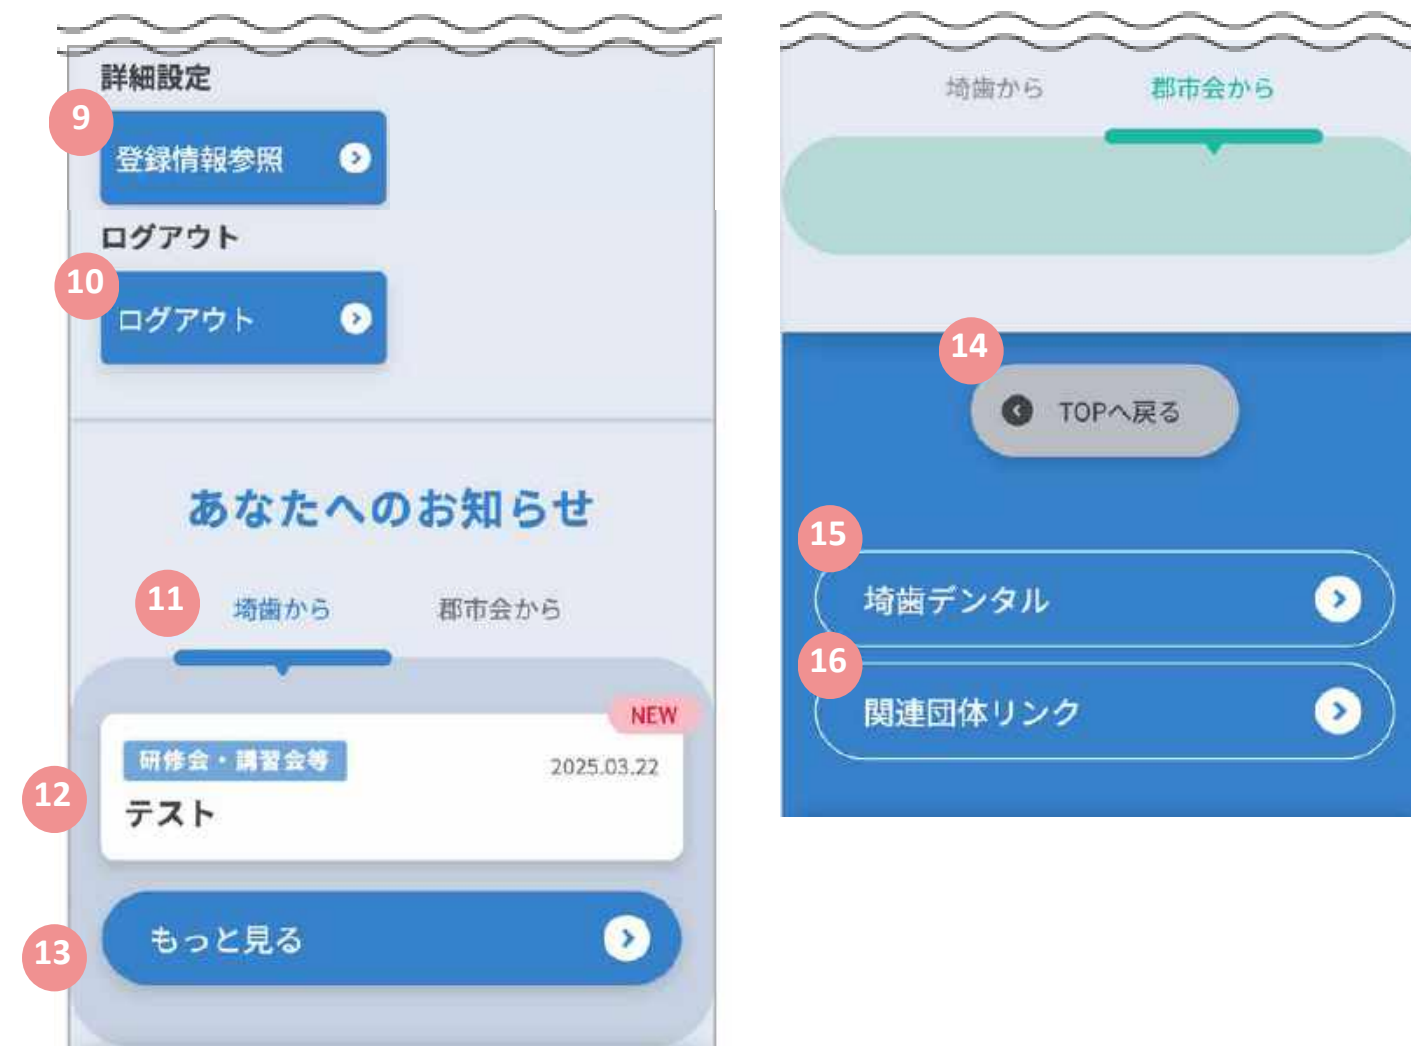 詳細設定
9
登録情報参照
ログアウト
10
ログアウト
あなたへのお知らせ
11
埼歯から 郡市会から
NEW
研修会・講習会等 2025.03.22
12
テスト
13
もっと見る
埼歯から 郡市会から
14
TOPへ戻る
15
埼歯デンタル
16
関連団体リンク